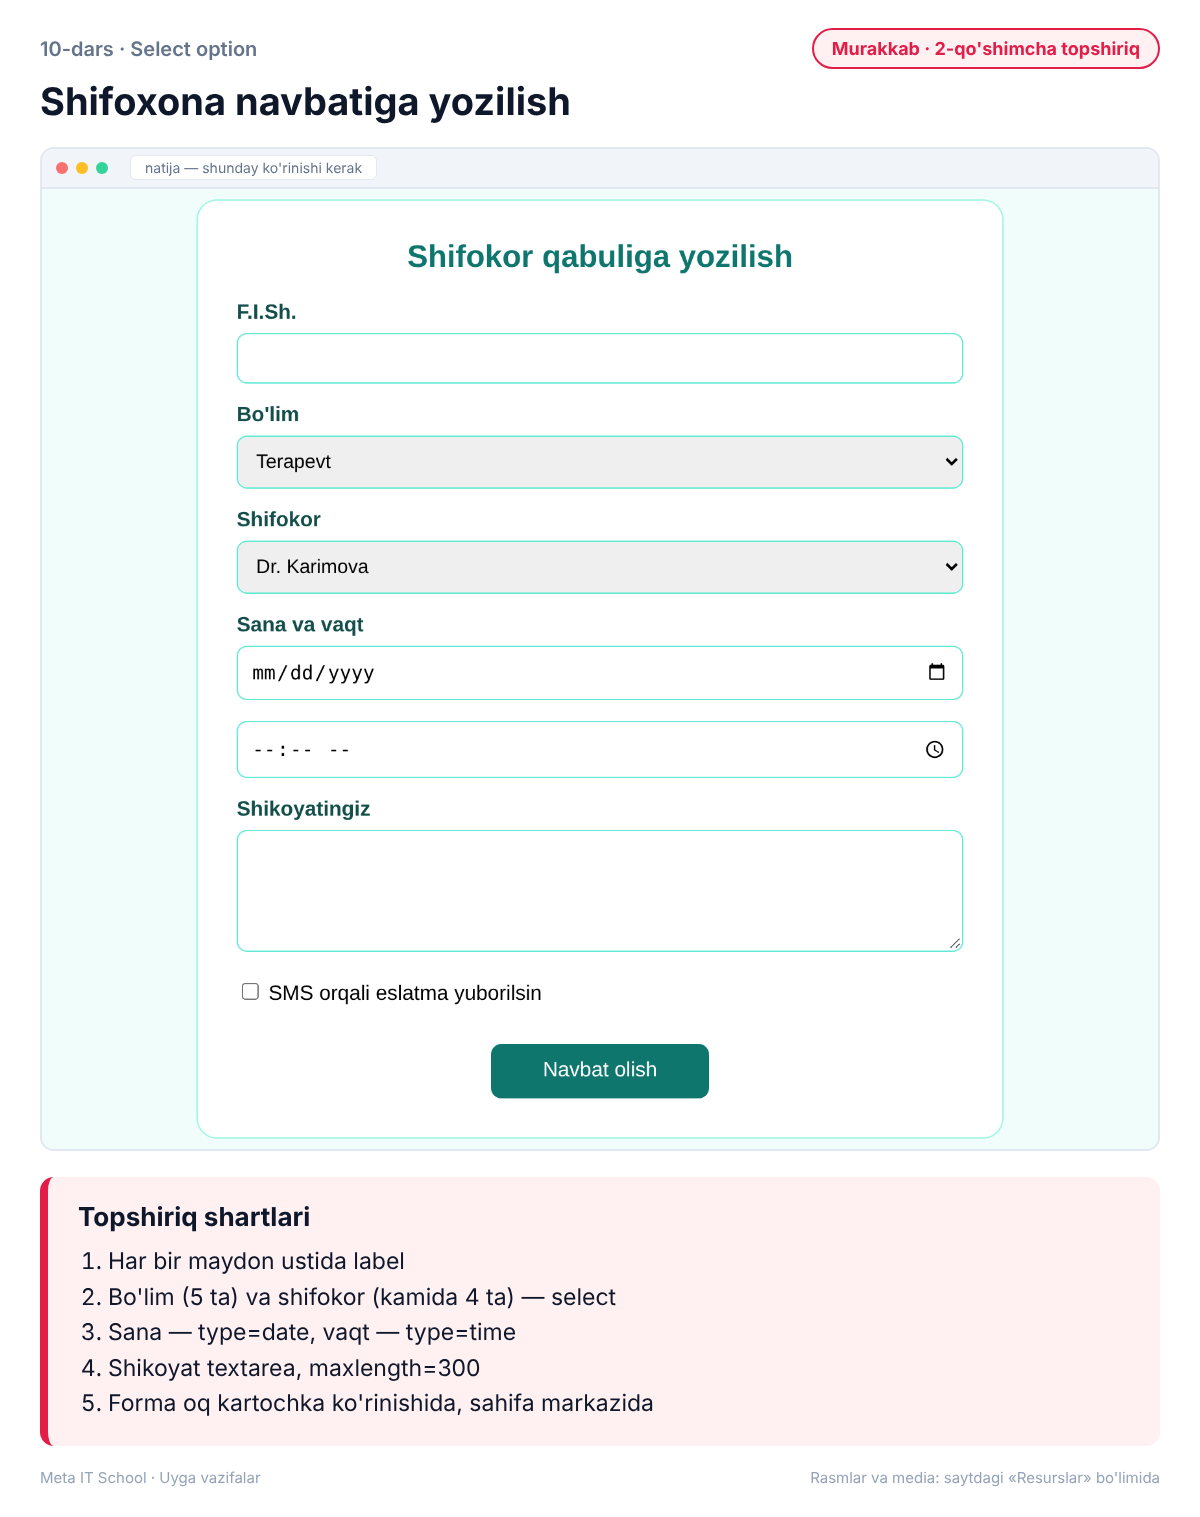 10-dars · Select option
Murakkab · 2-qo'shimcha topshiriq
Shifoxona navbatiga yozilish
natija — shunday ko'rinishi kerak
Shifokor qabuliga yozilish
F.I.Sh.
Bo'lim
Terapevt
Shifokor
Dr. Karimova
Sana va vaqt
mm/dd/yyyy
--:-- --
Shikoyatingiz
SMS orqali eslatma yuborilsin
Navbat olish
Topshiriq shartlari
1. Har bir maydon ustida label
2. Bo'lim (5 ta) va shifokor (kamida 4 ta) — select
3. Sana — type=date, vaqt — type=time
4. Shikoyat textarea, maxlength=300
5. Forma oq kartochka ko'rinishida, sahifa markazida
Meta IT School · Uyga vazifalar
Rasmlar va media: saytdagi «Resurslar» bo'limida